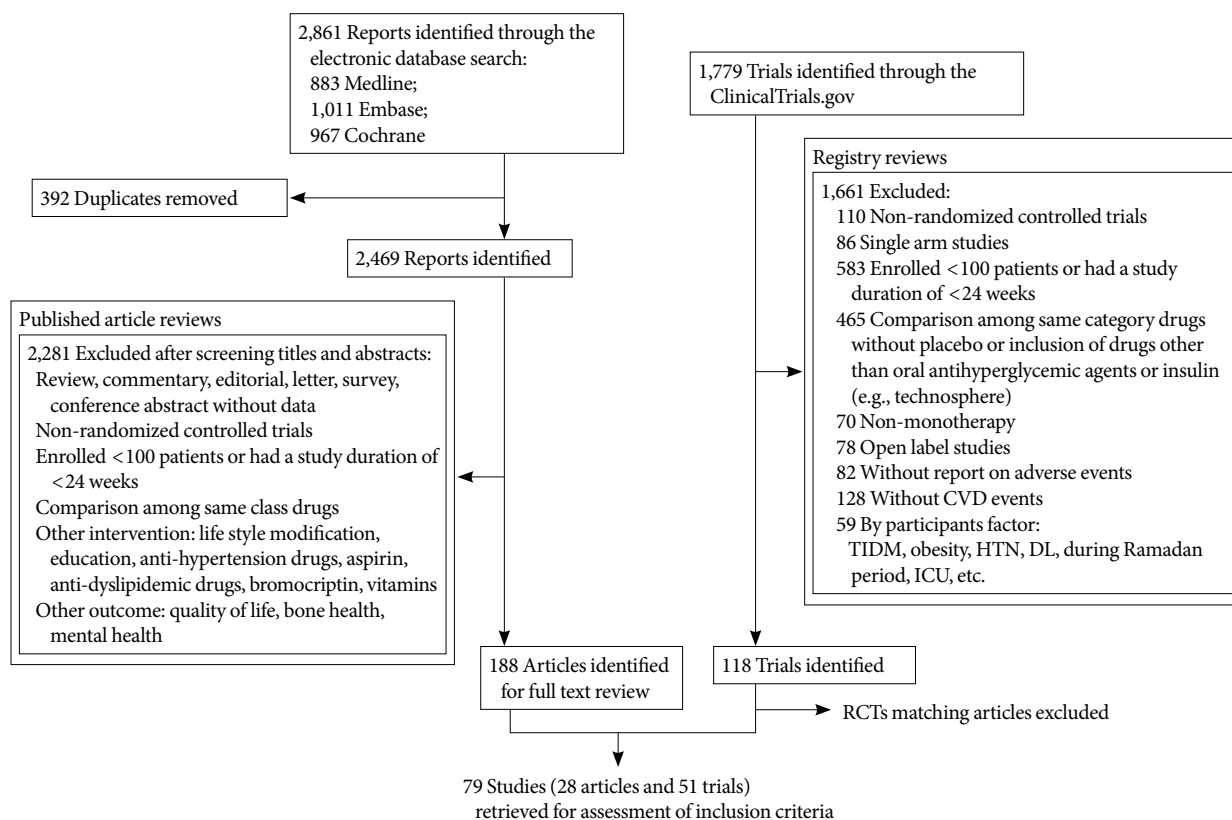 2,861 Reports identified through the
electronic database search:
883 Medline;
1,011 Embase;
967 Cochrane
1,779 Trials identified through the
ClinicalTrials.gov
392 Duplicates removed
2,469 Reports identified
Registry reviews
1,661 Excluded:
110 Non-randomized controlled trials
86 Single arm studies
583 Enrolled <100 patients or had a study
duration of <24 weeks
465 Comparison among same category drugs
without placebo or inclusion of drugs other
than oral antihyperglycemic agents or insulin
(e.g., technosphere)
70 Non-monotherapy
78 Open label studies
82 Without report on adverse events
128 Without CVD events
59 By participants factor:
TIDM, obesity, HTN, DL, during Ramadan
period, ICU, etc.
Published article reviews
2,281 Excluded after screening titles and abstracts:
Review, commentary, editorial, letter, survey,
conference abstract without data
Non-randomized controlled trials
Enrolled <100 patients or had a study duration of
<24 weeks
Comparison among same class drugs
Other intervention: life style modification,
education, anti-hypertension drugs, aspirin,
anti-dyslipidemic drugs, bromocriptin, vitamins
Other outcome: quality of life, bone health,
mental health
188 Articles identified
for full text review
118 Trials identified
RCTs matching articles excluded
79 Studies (28 articles and 51 trials)
retrieved for assessment of inclusion criteria